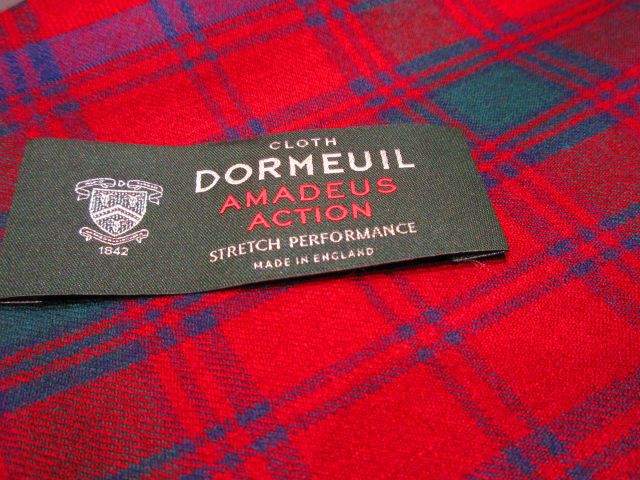 CLOTH
DORMEUIL
AMADEUS
ACTION
STRETCH PERFORMANCE
MADE IN ENGLAND
D
1842